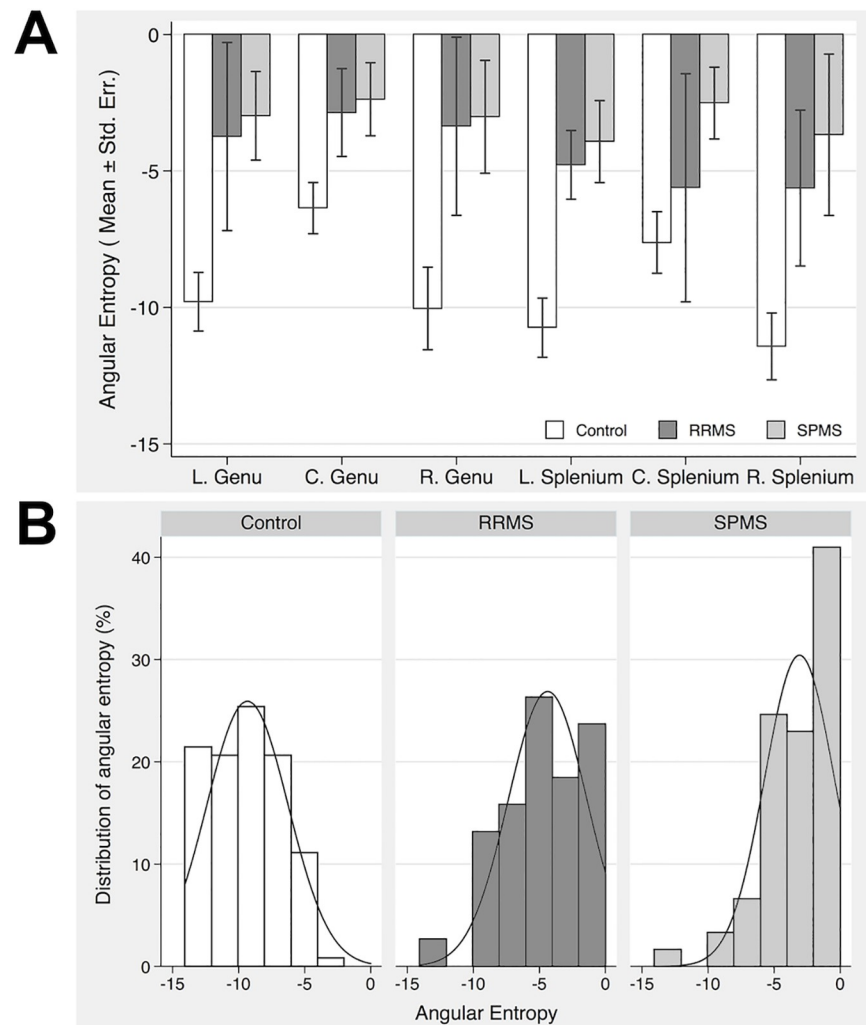 A
Angular Entropy ( Mean ± Std. Err.)
0
-5
-10
-15
Control RRMS SPMS
L. Genu C. Genu R. Genu L. Splenium C. Splenium R. Splenium
B
Control RRMS SPMS
Distribution of angular entropy (%)
40
30
20
10
0
-15 -10 -5 0 -15 -10 -5 0 -15 -10 -5 0
Angular Entropy